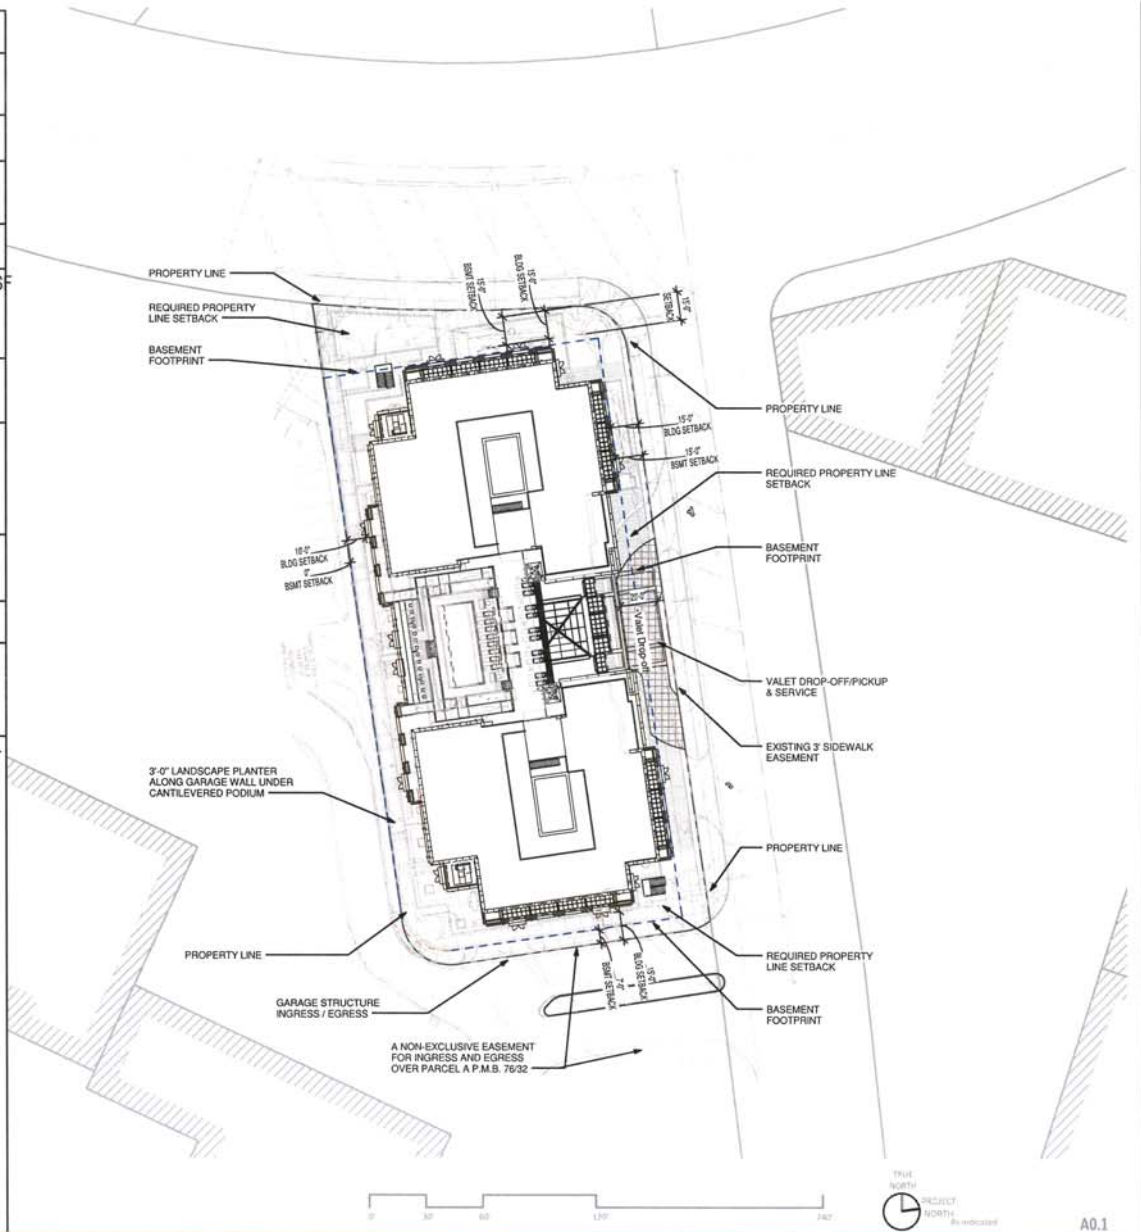 SF
PROPERTY LINE
REQUIRED PROPERTY
LINE SETBACK
BASEMENT
FOOTPRINT
15'-0"
BSMT SETBACK
15'-0"
BLDG SETBACK
15'-0"
SETBACK
PROPERTY LINE
15'-0"
BLDG SETBACK
15'-0"
BSMT SETBACK
REQUIRED PROPERTY LINE
SETBACK
10'-0"
BLDG SETBACK
0"
BSMT SETBACK
BASEMENT
FOOTPRINT
Valet Drop-off
VALET DROP-OFF/PICKUP
& SERVICE
EXISTING 3' SIDEWALK
EASEMENT
3'-0" LANDSCAPE PLANTER
ALONG GARAGE WALL UNDER
CANTILEVERED PODIUM
PROPERTY LINE
PROPERTY LINE
REQUIRED PROPERTY
LINE SETBACK
7'-0"
BSMT SETBACK
15'-0"
BLDG SETBACK
GARAGE STRUCTURE
INGRESS / EGRESS
BASEMENT
FOOTPRINT
A NON-EXCLUSIVE EASEMENT
FOR INGRESS AND EGRESS
OVER PARCEL A P.M.B. 76/32
0' 30' 60' 120' 240'
TRUE
NORTH
PROJECT
NORTH
As indicated
A0.1